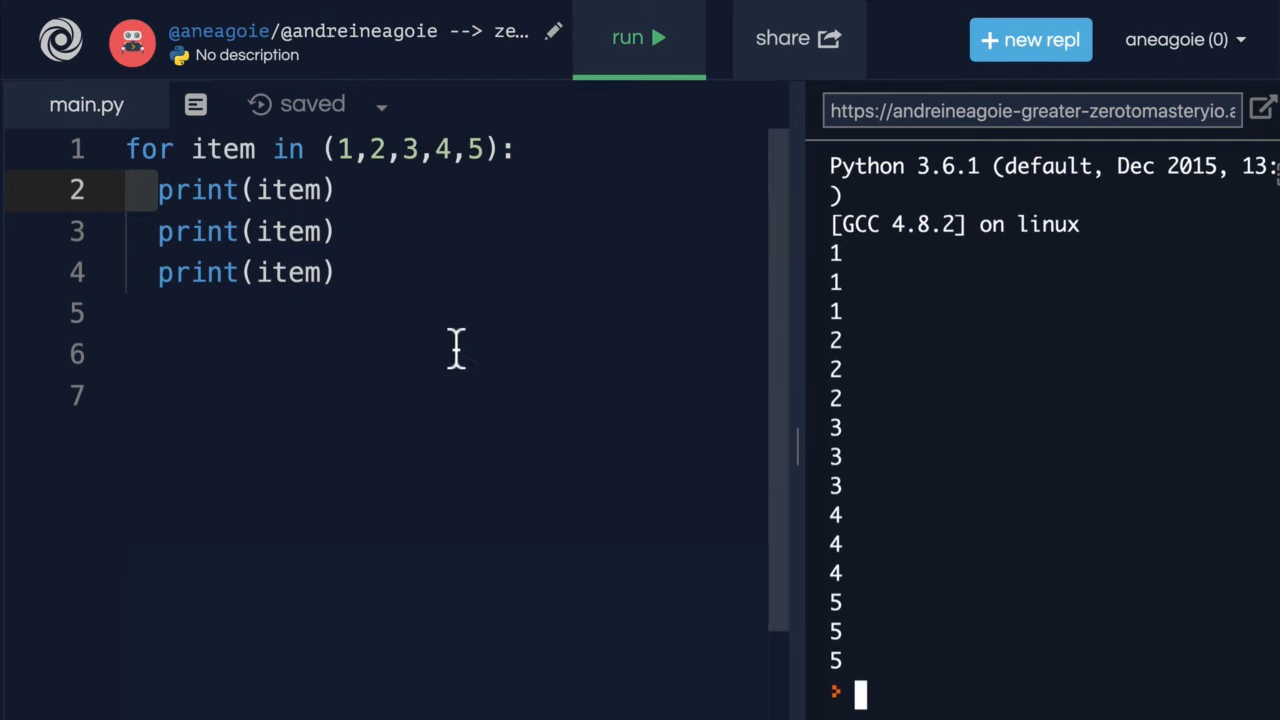 @aneagoie/@andreineagoie --> ze...
No description
run
share
+ new repl
aneagoie (0)
main.py
saved
https://andreineagoie-greater-zerotomasteryio.a
1 for item in (1,2,3,4,5):
2 print(item)
3 print(item)
4 print(item)
5
6
7
Python 3.6.1 (default, Dec 2015, 13:
)
[GCC 4.8.2] on linux
1
1
1
2
2
2
3
3
3
4
4
4
5
5
5
>